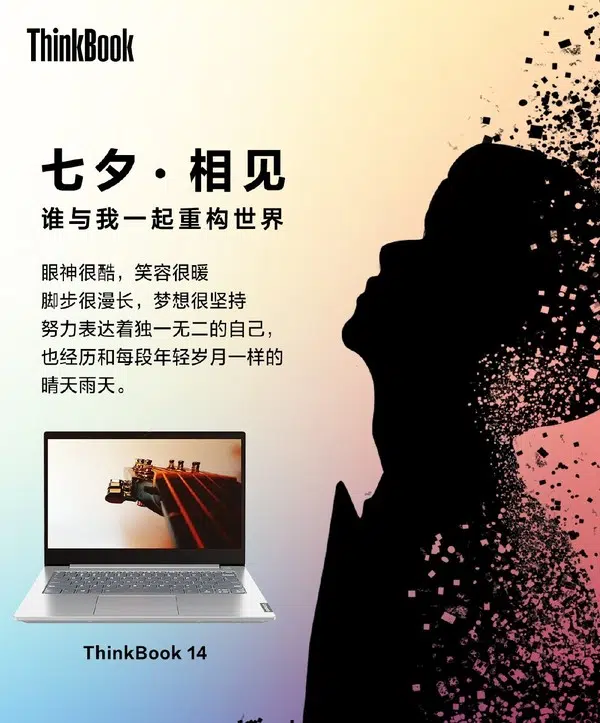 ThinkBook
七夕·相见
谁与我一起重构世界
眼神很酷，笑容很暖
脚步很漫长，梦想很坚持
努力表达着独一无二的自己，
也经历和每段年轻岁月一样的
晴天雨天。
ThinkBook 14